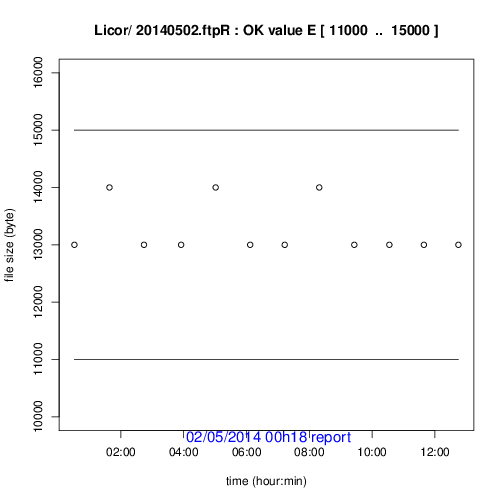 Licor/ 20140502.ftpR : OK value E [ 11000 .. 15000 ]
16000
15000
14000
13000
12000
11000
10000
file size (byte)
02/05/2014 00h18 report
02:00 04:00 06:00 08:00 10:00 12:00
time (hour:min)